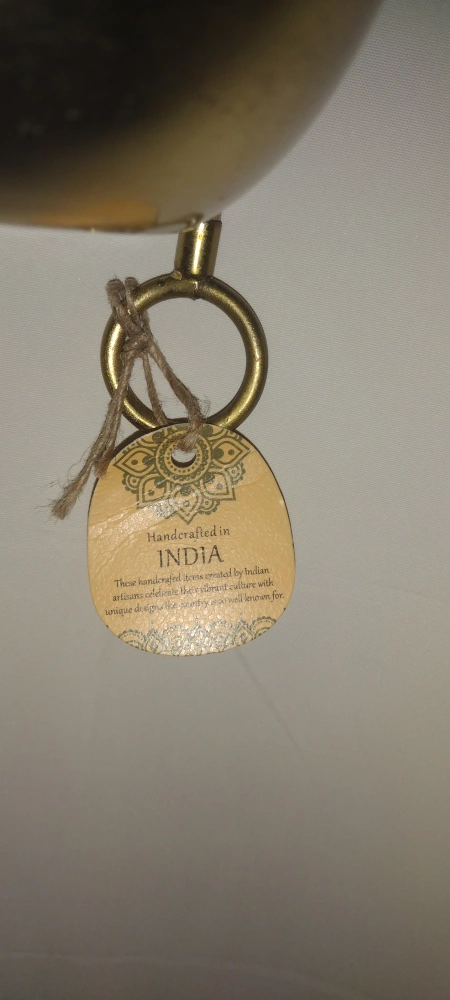 Handcrafted in
INDIA
These handcrafted items created by Indian
artisans celebrate their vibrant culture with
unique designs the country is so well known for.